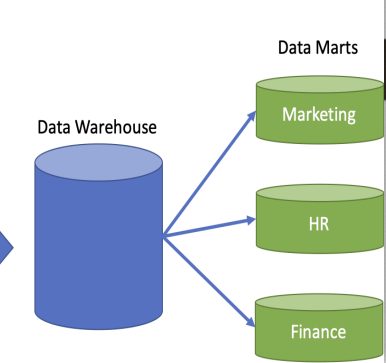 Data Marts
Marketing
Data Warehouse
HR
Finance